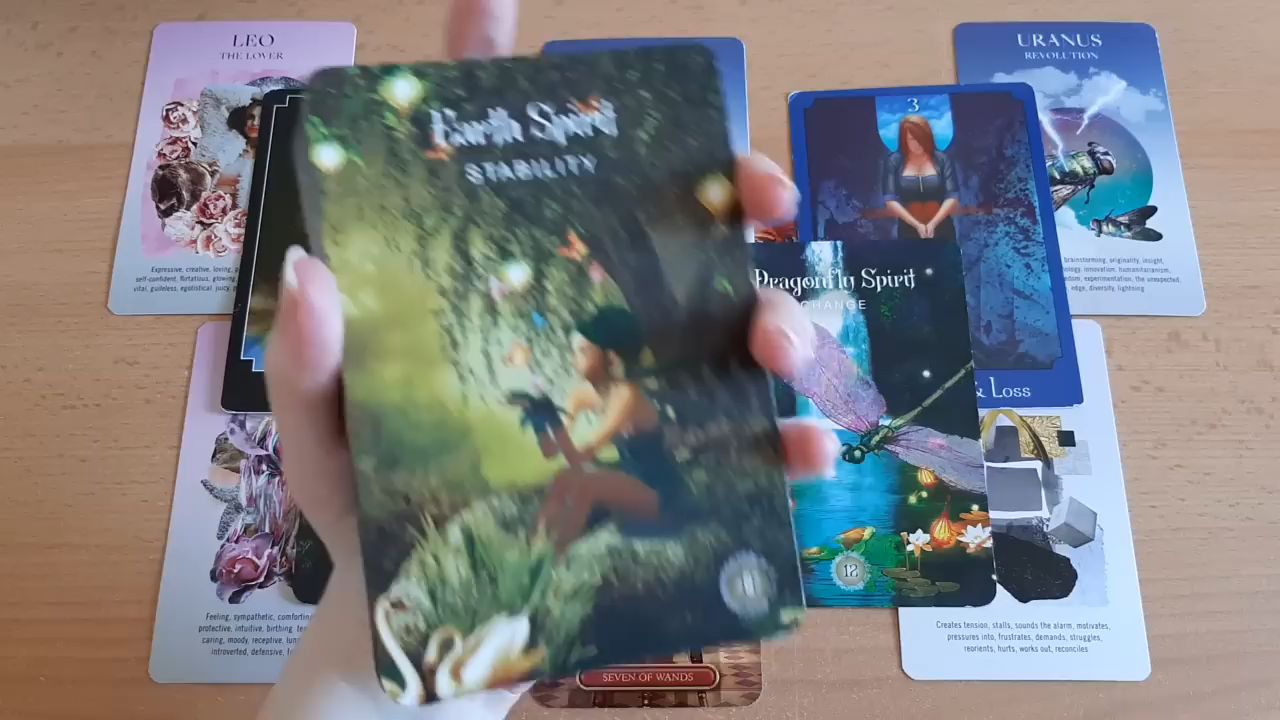 LEO
THE LOVER
URANUS
REVOLUTION
Earth Spirit
STABILITY
3
Expressive, creative, loving,
self-confident, flirtatious, glowing,
vital, guileless, egotistical, juicy,
brainstorming, originality, insight,
innovation, humanitarianism,
experimentation, the unexpected,
edge, diversity, lightning
Dragonfly Spirit
CHANGE
& Loss
12
Feeling, sympathetic, comforting
protective, intuitive, birthing
caring, moody, receptive,
introverted, defensive,
Creates tension, stalls, sounds the alarm, motivates,
pressures into, frustrates, demands, struggles,
reorients, hurts, works out, reconciles
SEVEN OF WANDS